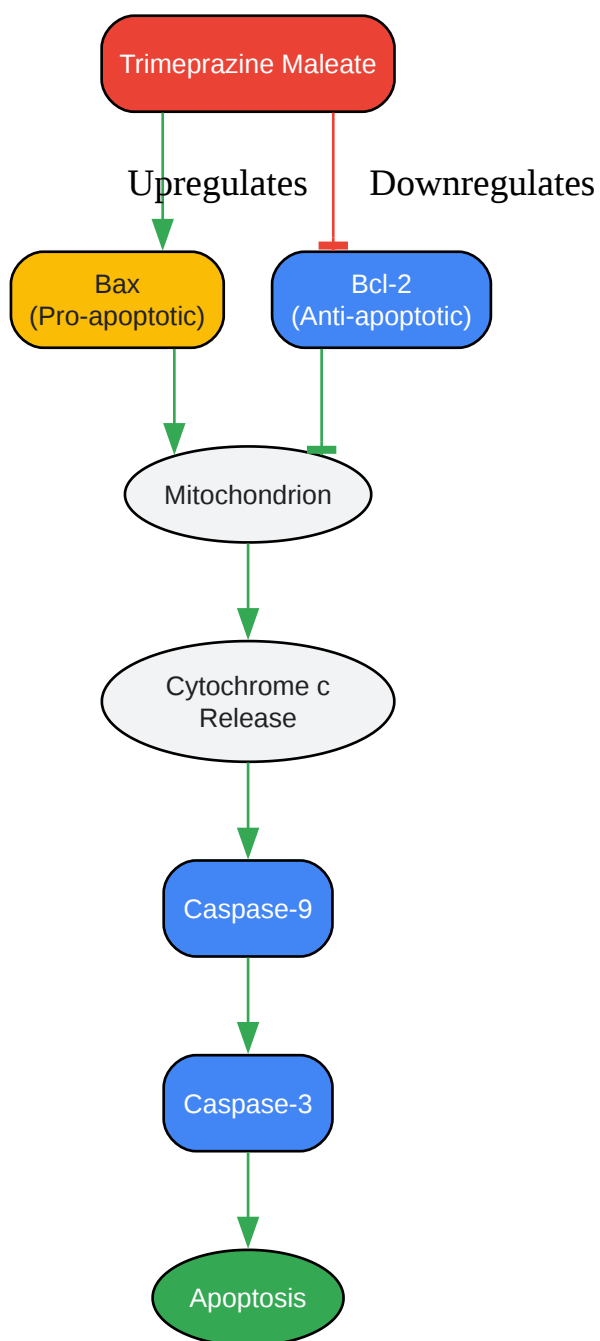 Trimeprazine Maleate
Upregulates
Downregulates
Bax
(Pro-apoptotic)
Bcl-2
(Anti-apoptotic)
Mitochondrion
Cytochrome c
Release
Caspase-9
Caspase-3
Apoptosis